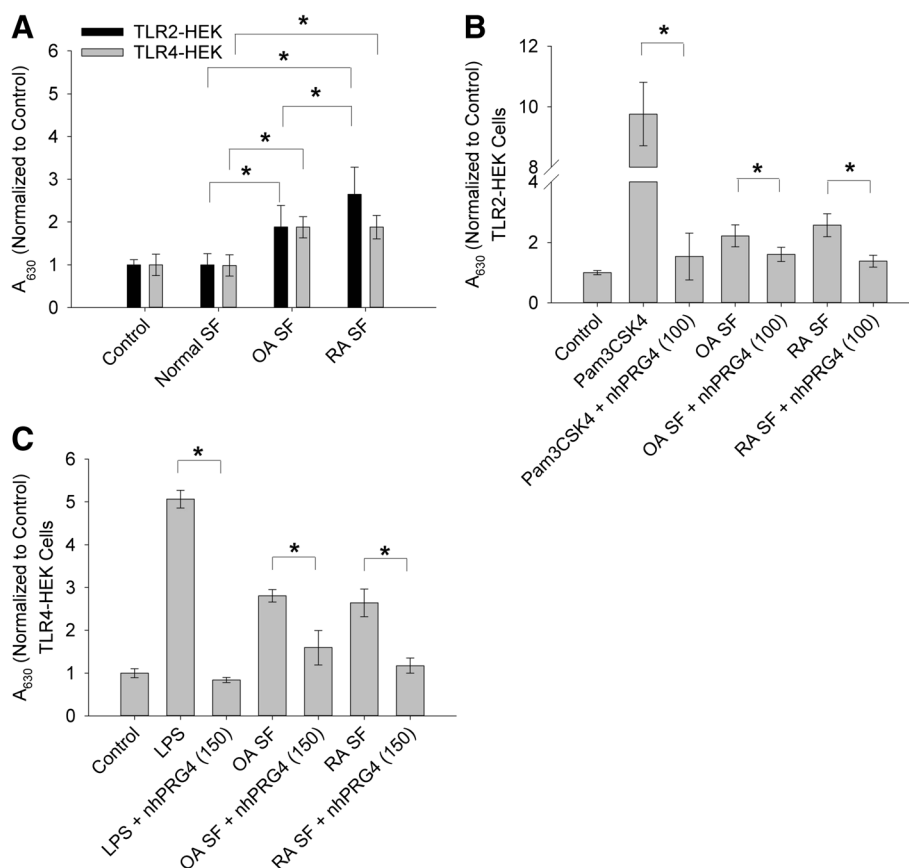 A
TLR2-HEK
TLR4-HEK
A630 (Normalized to Control)
6
5
4
3
2
1
0
*
*
*
*
*
Control
Normal SF
OA SF
RA SF
B
A630 (Normalized to Control)
TLR2-HEK Cells
12
10
8
4
2
0
*
*
*
Control
Pam3CSK4
Pam3CSK4 + nhPRG4 (100)
OA SF
OA SF + nhPRG4 (100)
RA SF
RA SF + nhPRG4 (100)
C
A630 (Normalized to Control)
TLR4-HEK Cells
6
5
4
3
2
1
0
*
*
*
Control
LPS
LPS + nhPRG4 (150)
OA SF
OA SF + nhPRG4 (150)
RA SF
RA SF + nhPRG4 (150)